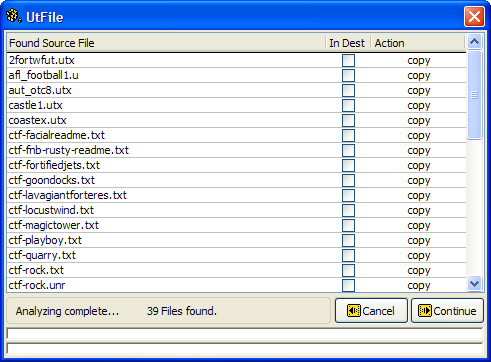 UtFile
Found Source File In Dest Action
2fortwfut.utx copy
afl_football1.u copy
aut_otc8.utx copy
castle1.utx copy
coastex.utx copy
ctf-facialreadme.txt copy
ctf-fnb-rusty-readme.txt copy
ctf-fortifiedjets.txt copy
ctf-goondocks.txt copy
ctf-lavagiantforteres.txt copy
ctf-locustwind.txt copy
ctf-magictower.txt copy
ctf-playboy.txt copy
ctf-quarry.txt copy
ctf-rock.txt copy
ctf-rock.unr copy
Analyzing complete... 39 Files found. Cancel Continue